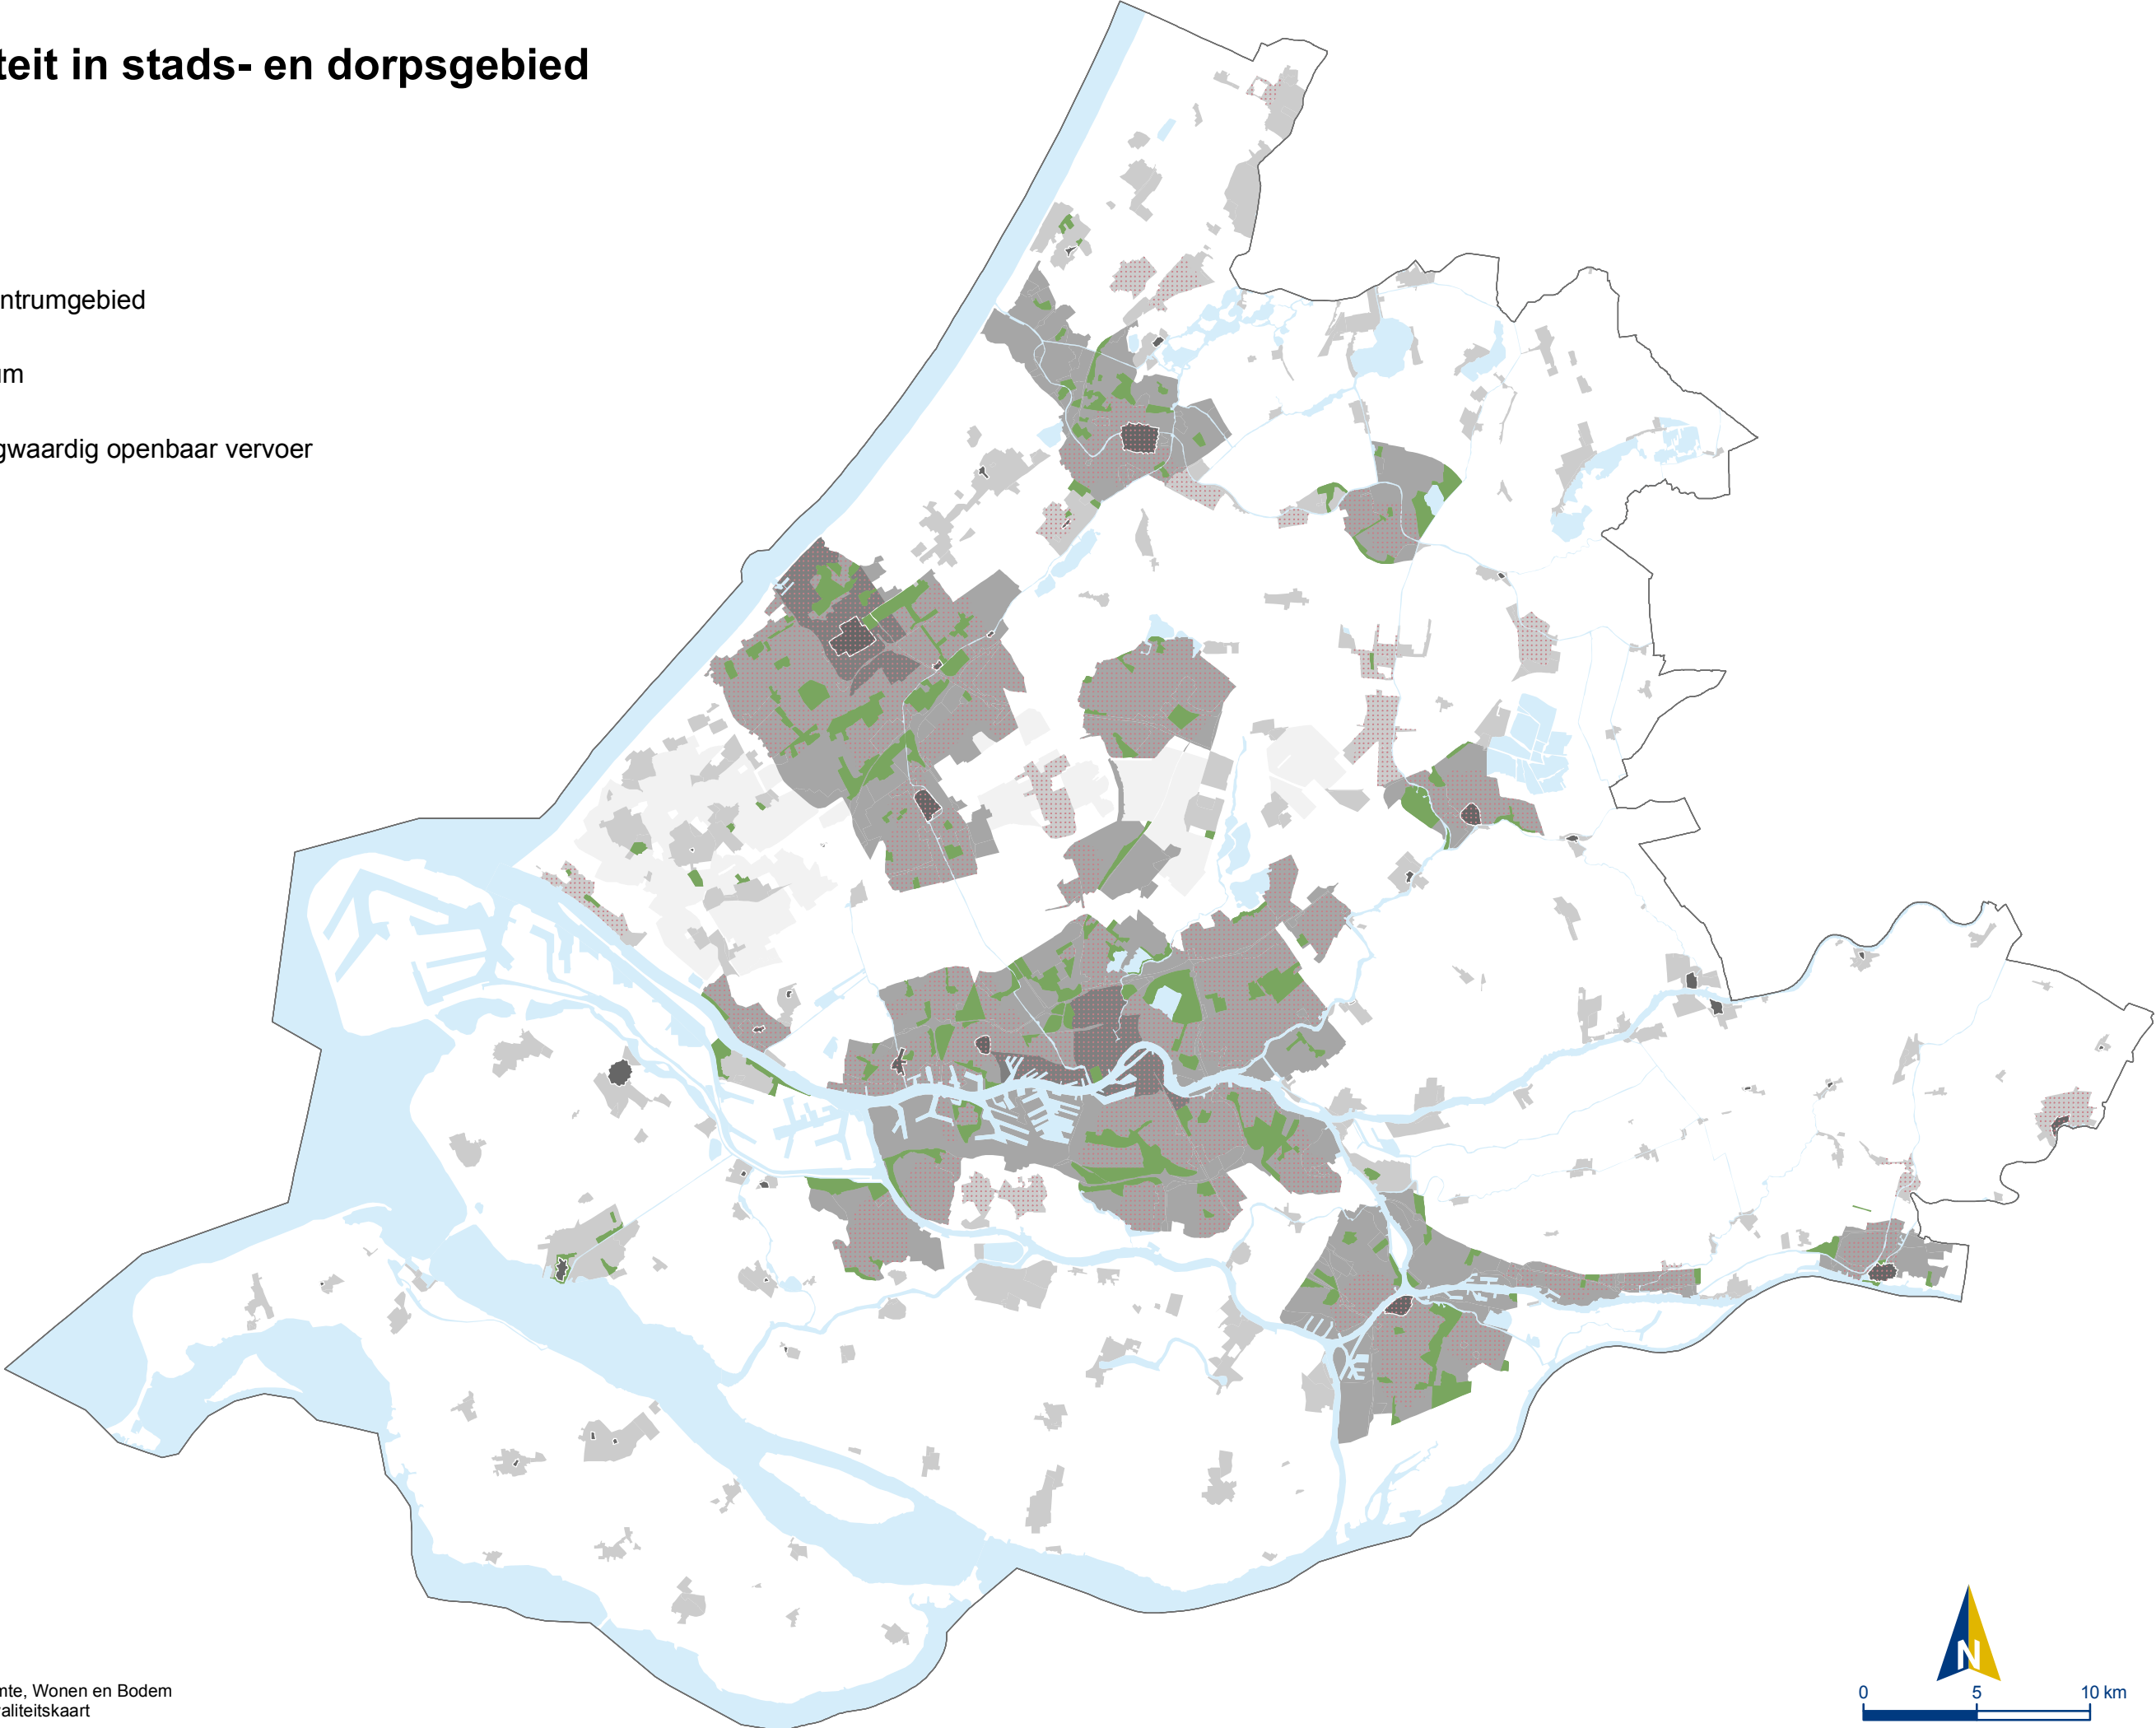 teit in stads- en dorpsgebied
ntrumgebied
um
gwaardig openbaar vervoer
nte, Wonen en Bodem
aliteitskaart
N
0 5 10 km